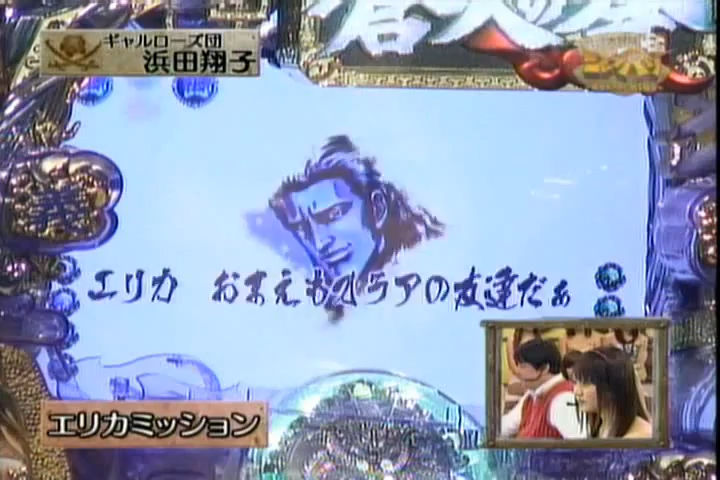 ギャルローズ団
浜田翔子
エリカ おまえもオラアの友達だぁ
エリカミッション